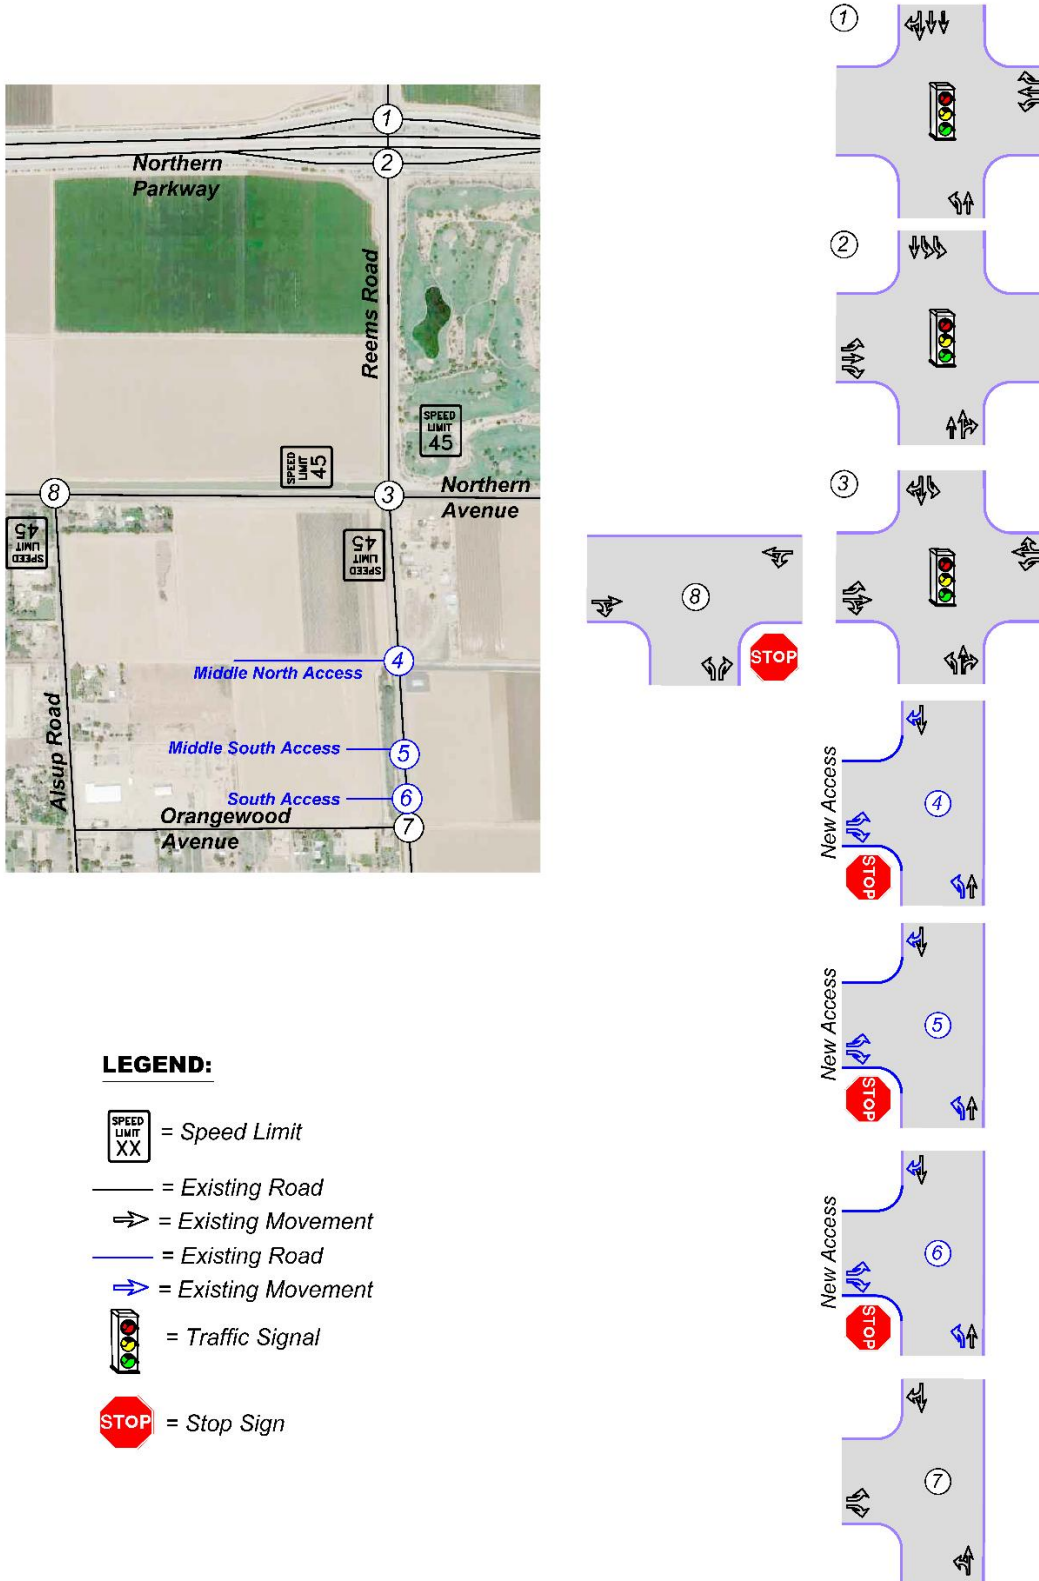 1
2
Northern
Parkway
Reems Road
SPEED
LIMIT
45
SPEED
LIMIT
45
8
3
Northern
Avenue
SPEED
LIMIT
45
SPEED
LIMIT
45
4
Middle North Access
Alsup Road
Middle South Access
5
South Access
6
Orangewood
Avenue
7
LEGEND:
SPEED
LIMIT
XX
= Speed Limit
= Existing Road
= Existing Movement
= Existing Road
= Existing Movement
= Traffic Signal
STOP
= Stop Sign
1
2
3
8
STOP
New Access
4
STOP
New Access
5
STOP
New Access
6
STOP
7